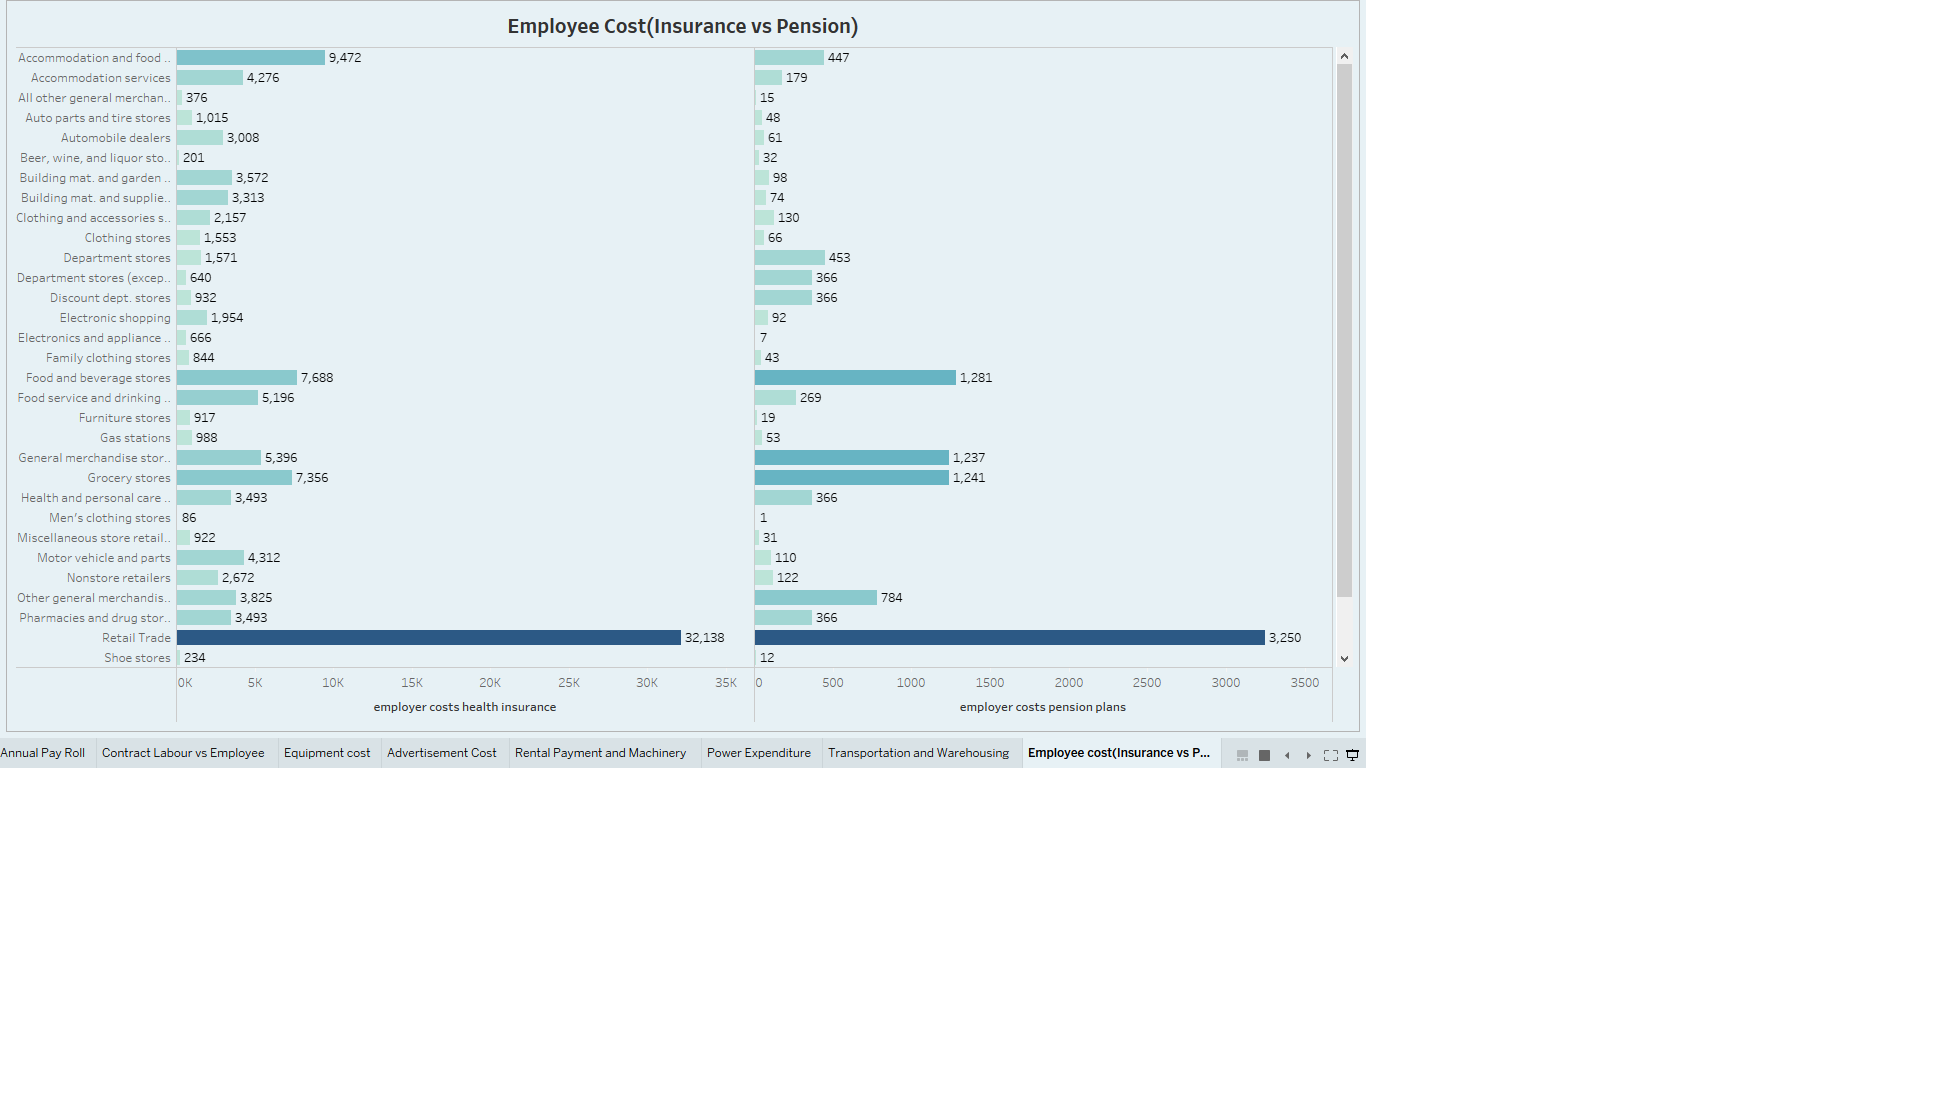 Employee Cost(Insurance vs Pension)
Accommodation and food .. 9,472 447
Accommodation services 4,276 179
All other general merchan.. 376 15
Auto parts and tire stores 1,015 48
Automobile dealers 3,008 61
Beer, wine, and liquor sto.. 201 32
Building mat. and garden .. 3,572 98
Building mat. and supplie.. 3,313 74
Clothing and accessories s.. 2,157 130
Clothing stores 1,553 66
Department stores 1,571 453
Department stores (excep.. 640 366
Discount dept. stores 932 366
Electronic shopping 1,954 92
Electronics and appliance .. 666 7
Family clothing stores 844 43
Food and beverage stores 7,688 1,281
Food service and drinking .. 5,196 269
Furniture stores 917 19
Gas stations 988 53
General merchandise stor.. 5,396 1,237
Grocery stores 7,356 1,241
Health and personal care .. 3,493 366
Men's clothing stores 86 1
Miscellaneous store retail.. 922 31
Motor vehicle and parts 4,312 110
Nonstore retailers 2,672 122
Other general merchandis.. 3,825 784
Pharmacies and drug stor.. 3,493 366
Retail Trade 32,138 3,250
Shoe stores 234 12
0K 5K 10K 15K 20K 25K 30K 35K 0 500 1000 1500 2000 2500 3000 3500
employer costs health insurance employer costs pension plans
Annual Pay Roll Contract Labour vs Employee Equipment cost Advertisement Cost Rental Payment and Machinery Power Expenditure Transportation and Warehousing Employee cost(Insurance vs P...